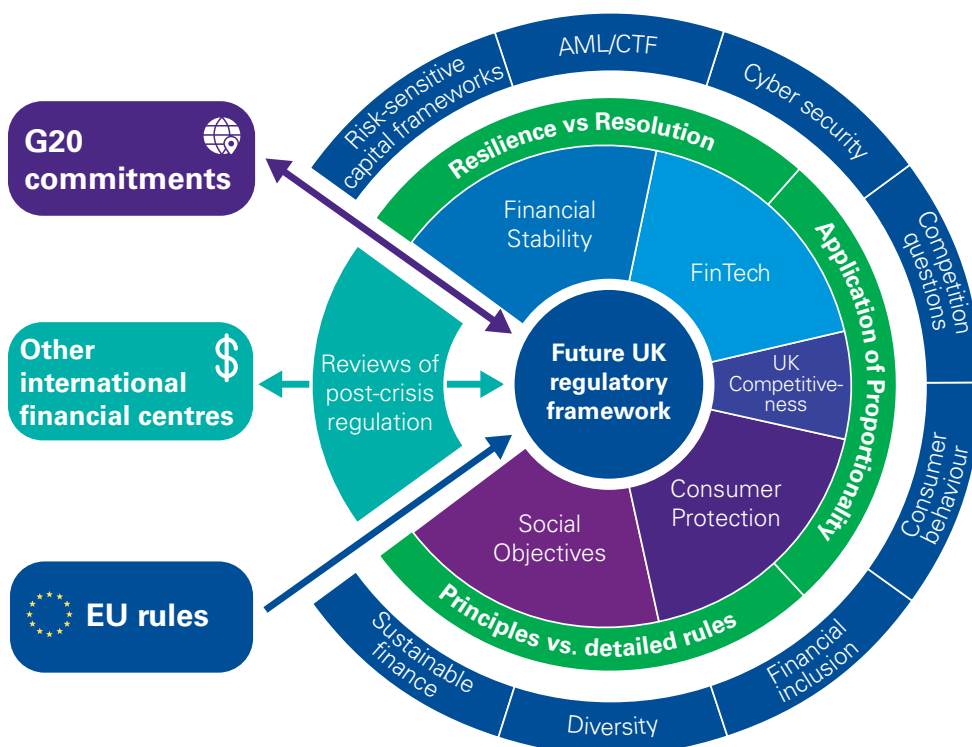 G20
commitments
Other
international
financial centres
$
EU rules
Reviews of
post-crisis
regulation
Future UK
regulatory
framework
Financial
Stability
FinTech
UK
Competitive-
ness
Consumer
Protection
Social
Objectives
Resilience vs Resolution
Application of Proportionality
Principles vs. detailed rules
Risk-sensitive
capital frameworks
AML/CTF
Cyber security
Competition
questions
Consumer
behaviour
Financial
inclusion
Diversity
Sustainable
finance